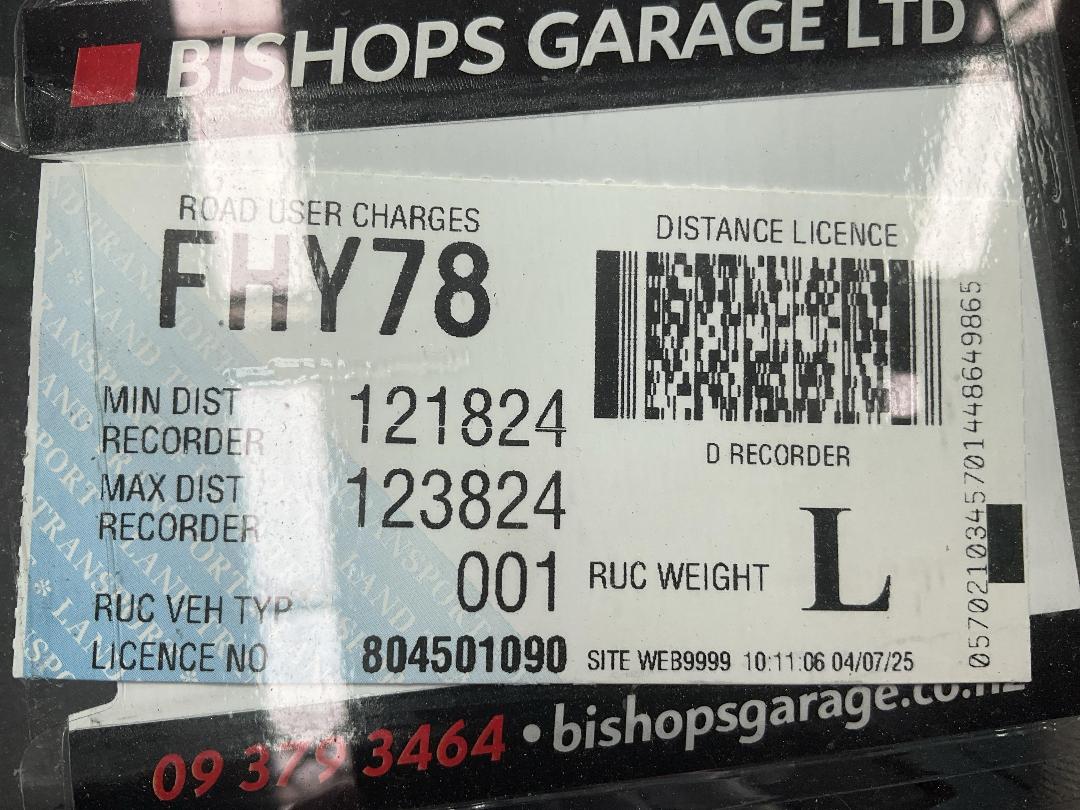 BISHOPS GARAGE LTD
ROAD USER CHARGES
FHY78
DISTANCE LICENCE
MIN DIST
RECORDER
121824
MAX DIST
RECORDER
123824
D RECORDER
RUC VEH TYP
001
RUC WEIGHT
L
LICENCE NO
804501090
SITE WEB9999 10:11:06 04/07/25
05702103457014486498​65
09 379 3464 • bishopsgarage.co.nz